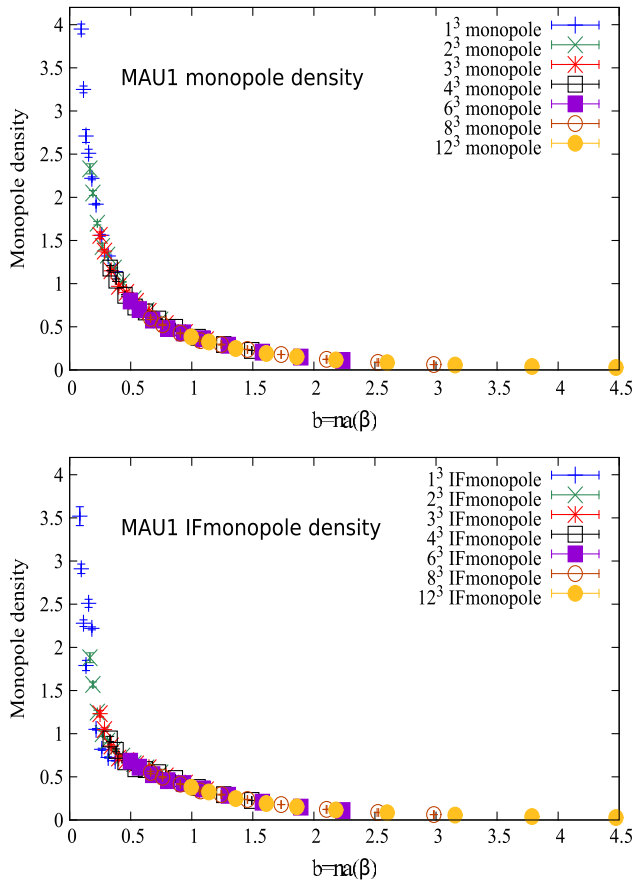 MAU1 monopole density
1³ monopole
2³ monopole
3³ monopole
4³ monopole
6³ monopole
8³ monopole
12³ monopole
Monopole density
4
3.5
3
2.5
2
1.5
1
0.5
0
0 0.5 1 1.5 2 2.5 3 3.5 4 4.5
b=na(β)
MAU1 IFmonopole density
1³ IFmonopole
2³ IFmonopole
3³ IFmonopole
4³ IFmonopole
6³ IFmonopole
8³ IFmonopole
12³ IFmonopole
Monopole density
4
3.5
3
2.5
2
1.5
1
0.5
0
0 0.5 1 1.5 2 2.5 3 3.5 4 4.5
b=na(β)